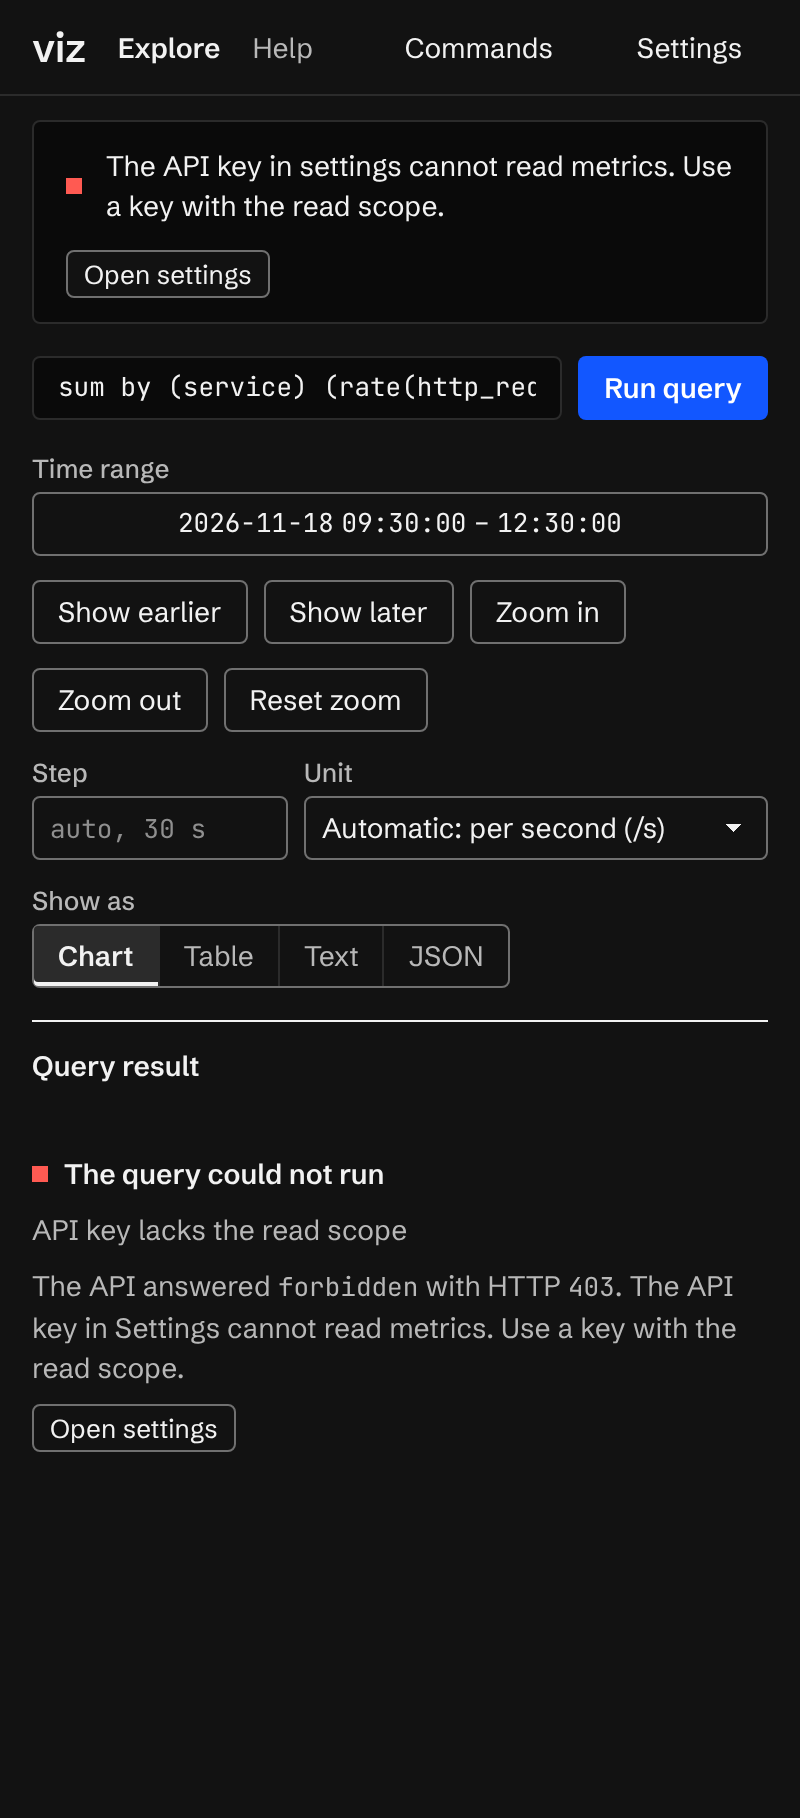 viz Explore Help Commands Settings
The API key in settings cannot read metrics. Use
a key with the read scope.
Open settings
sum by (service) (rate(http_rec Run query
Time range
2026-11-18 09:30:00 – 12:30:00
Show earlier Show later Zoom in
Zoom out Reset zoom
Step Unit
auto, 30 s Automatic: per second (/s)
Show as
Chart Table Text JSON
Query result
The query could not run
API key lacks the read scope
The API answered forbidden with HTTP 403. The API
key in Settings cannot read metrics. Use a key with the
read scope.
Open settings